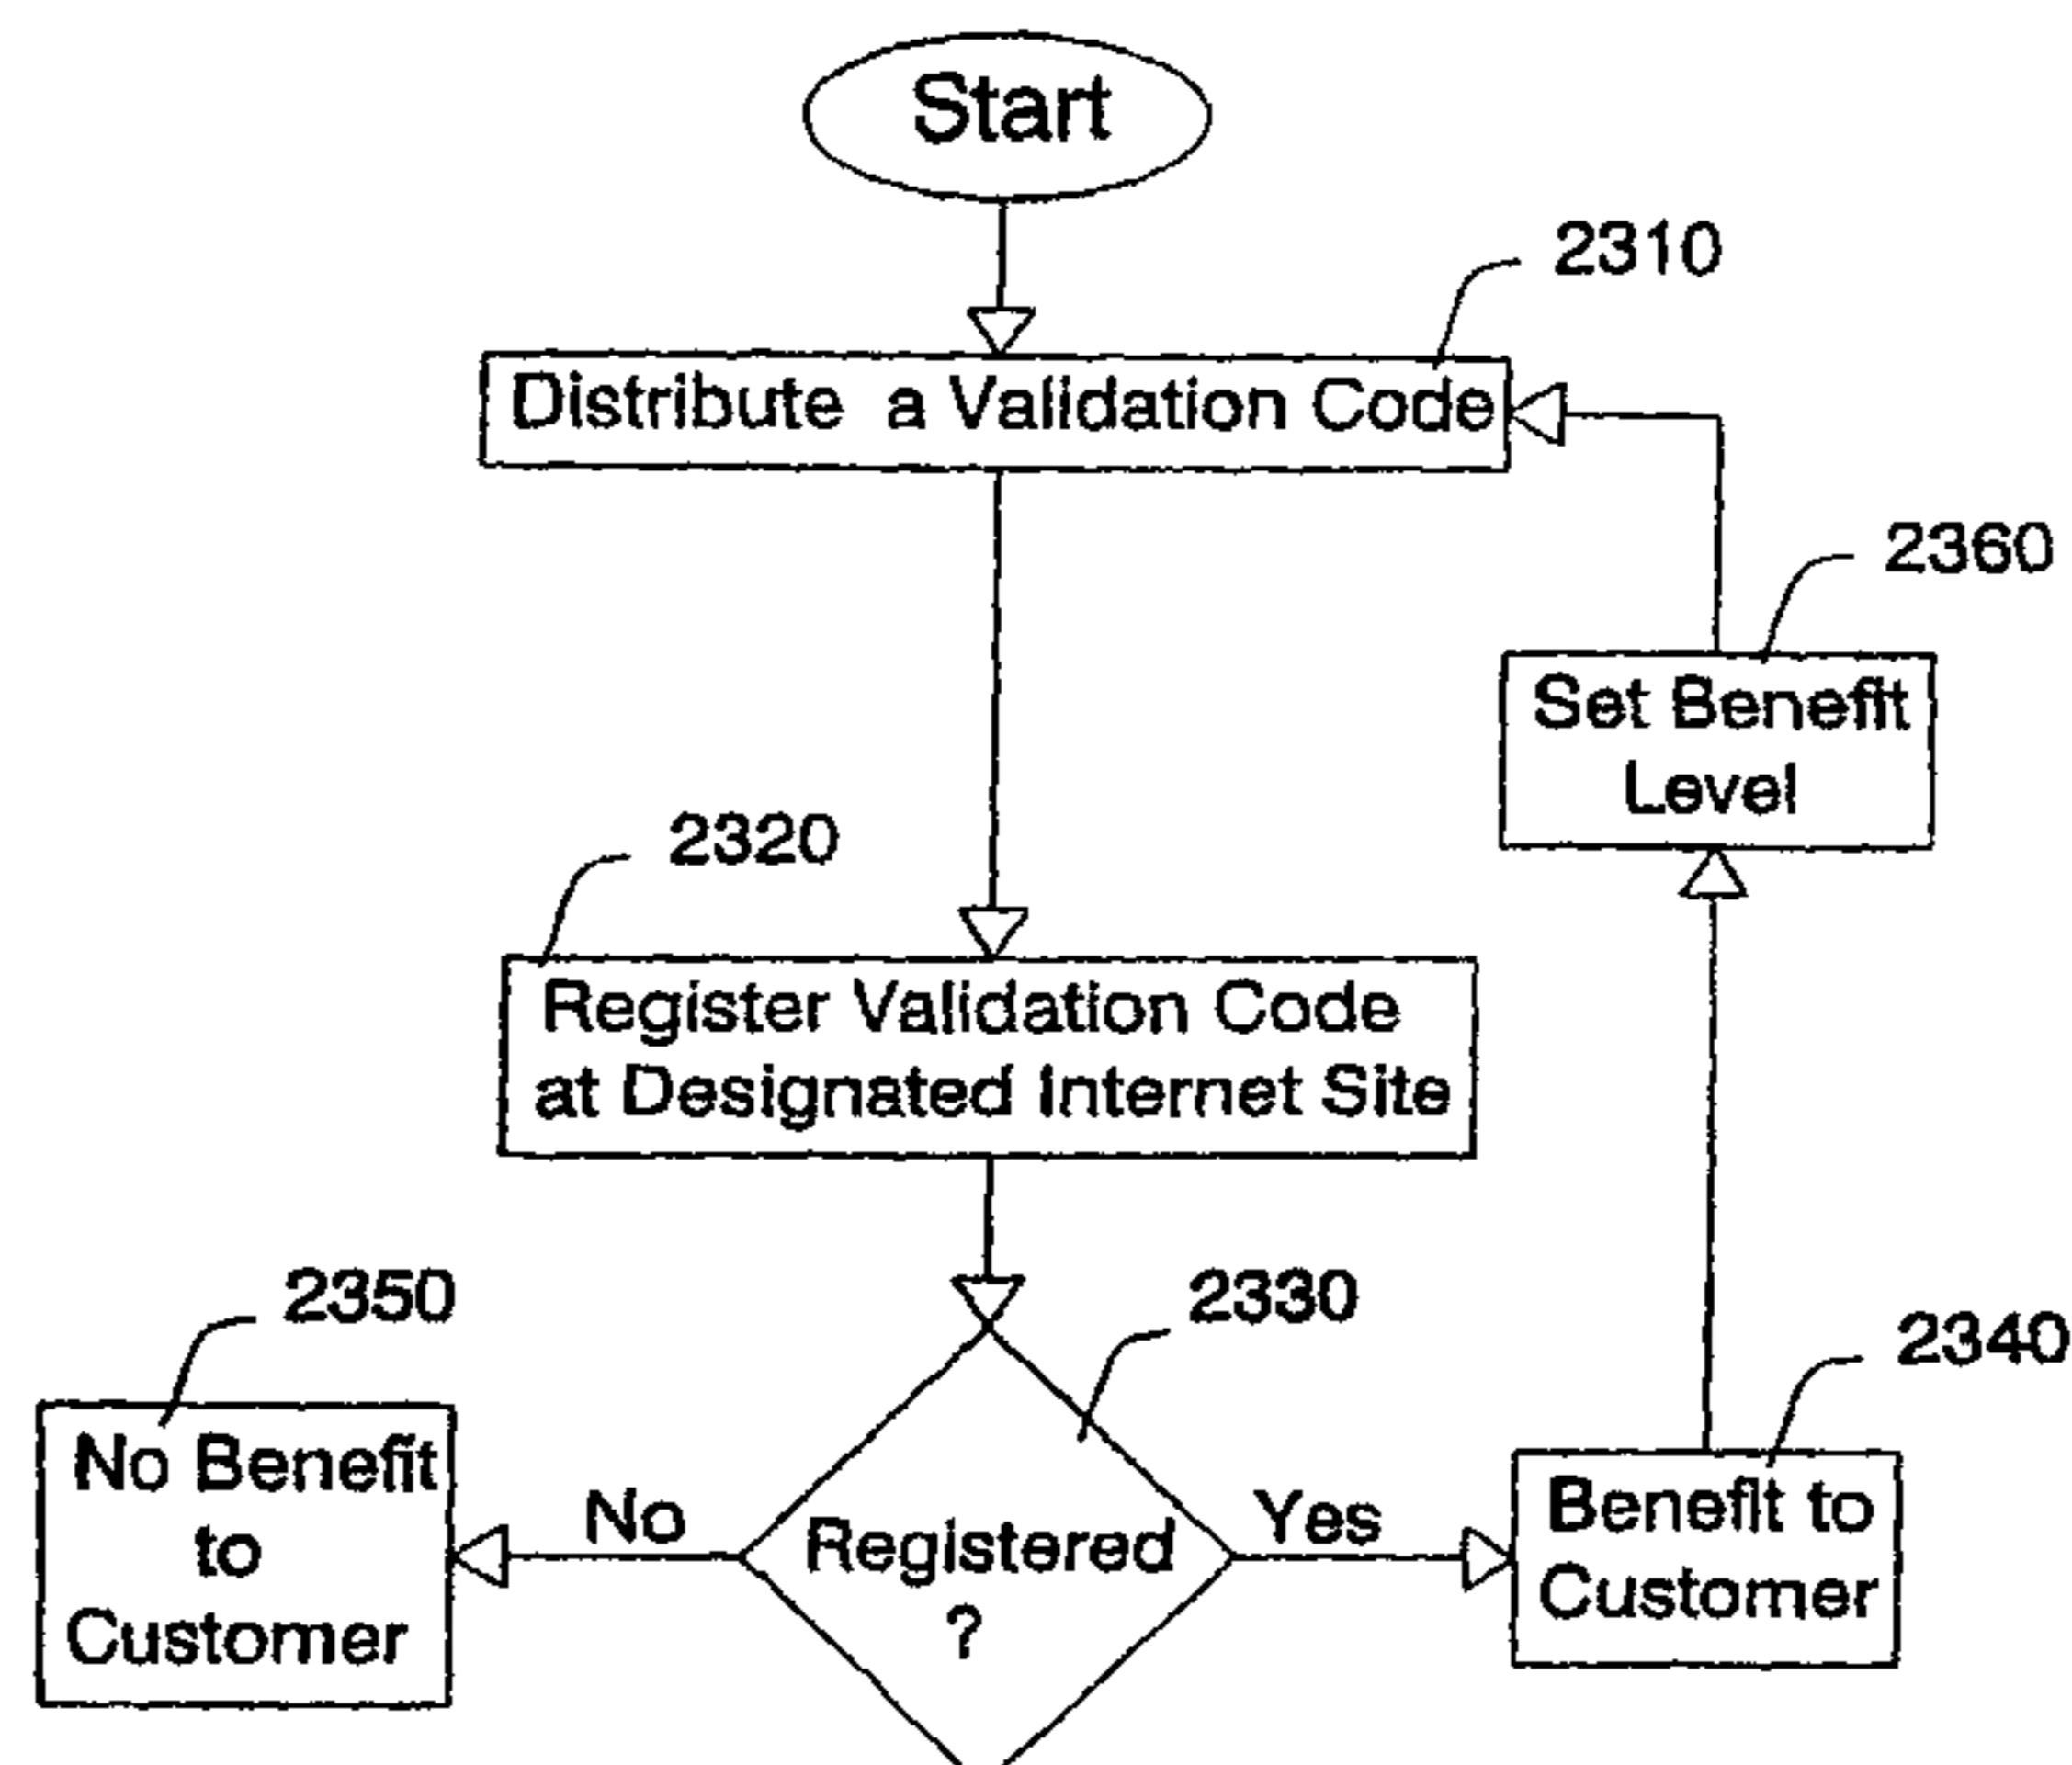 Start
2310
Distribute a Validation Code
2360
Set Benefit
Level
2320
Register Validation Code
at Designated Internet Site
2350
2330
2340
No Benefit
to
Customer
No
Registered
?
Yes
Benefit to
Customer